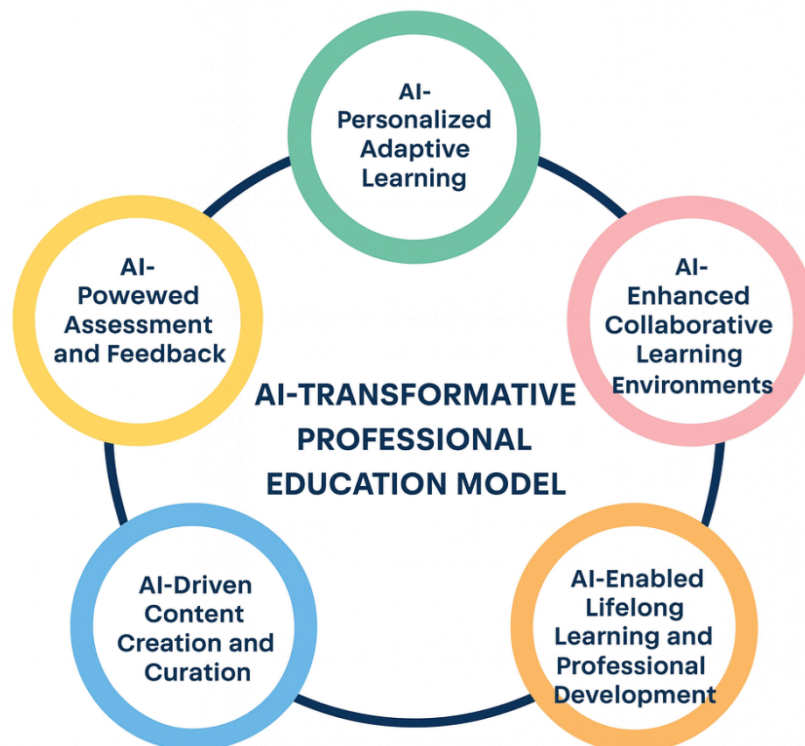 AI-
Personalized
Adaptive
Learning
AI-
Powewed
Assessment
and Feedback
AI-
Enhanced
Collaborative
Learning
Environments
AI-TRANSFORMATIVE
PROFESSIONAL
EDUCATION MODEL
AI-Driven
Content
Creation and
Curation
AI-Enabled
Lifelong
Learning and
Professional
Development